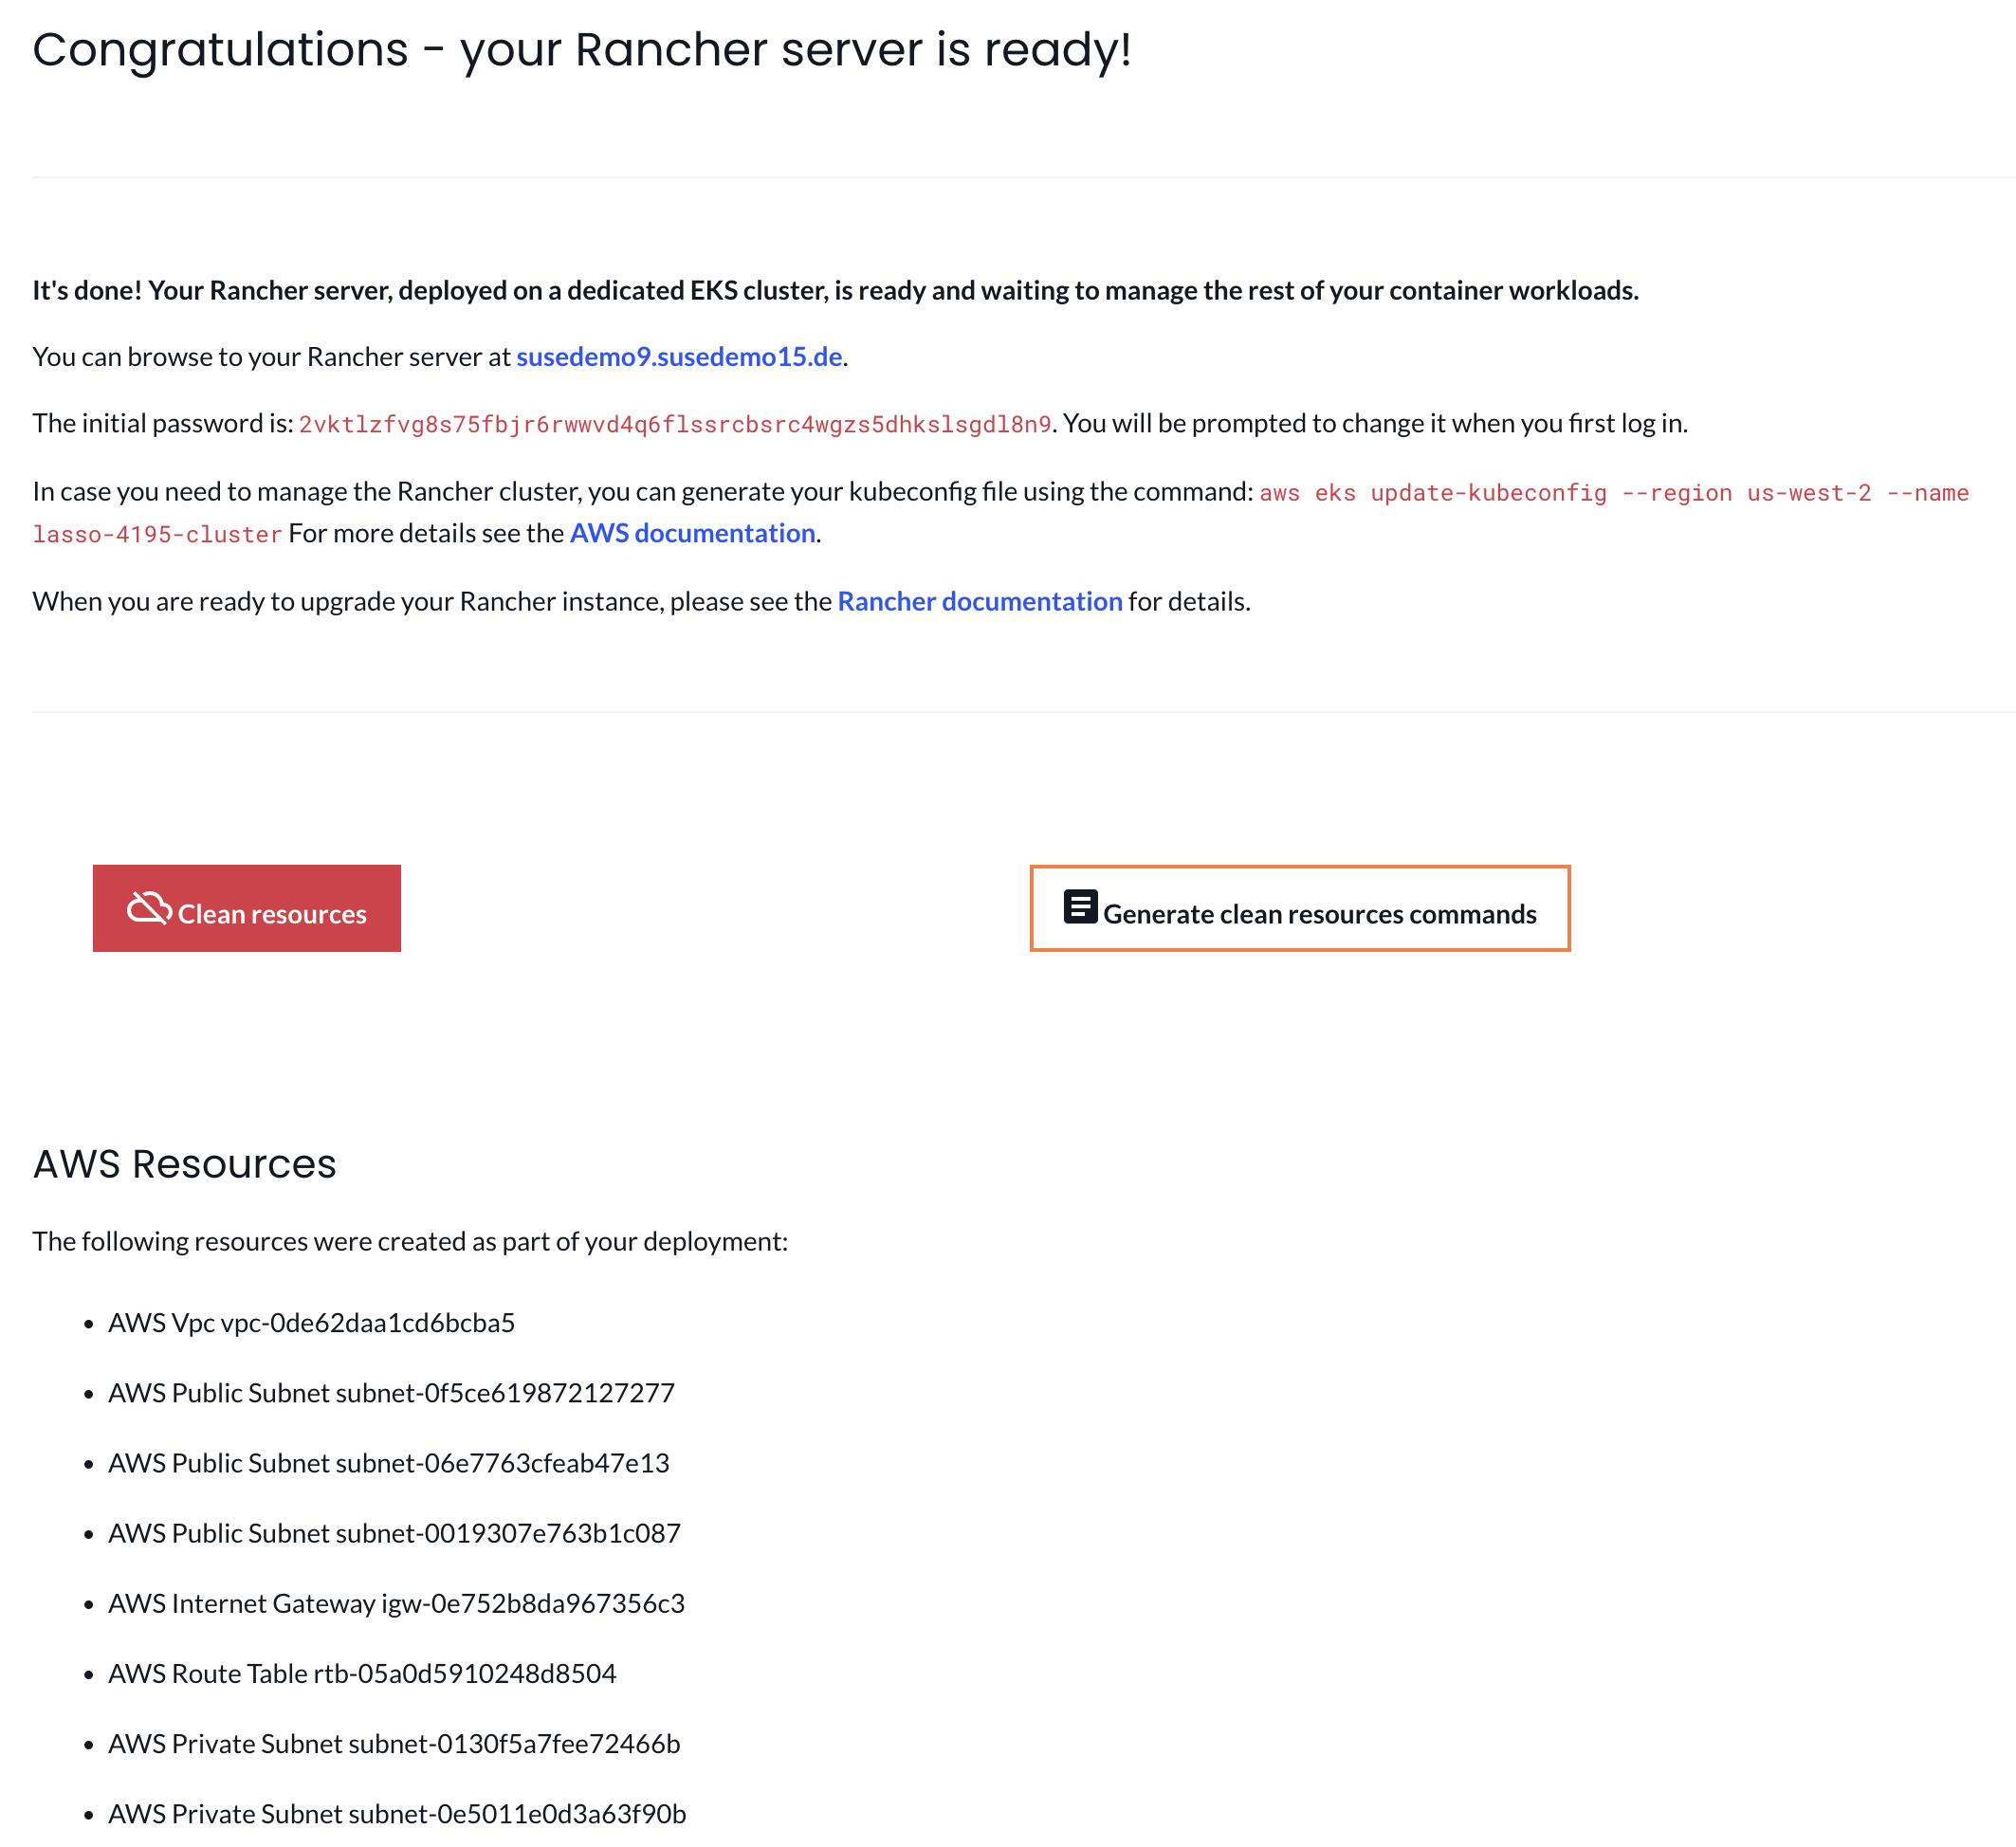 Congratulations - your Rancher server is ready!
It's done! Your Rancher server, deployed on a dedicated EKS cluster, is ready and waiting to manage the rest of your container workloads.
You can browse to your Rancher server at susedemo9.susedemo15.de.
The initial password is: 2vktlzfvg8s75fbjr6rwwvd4q6flssrcbsrc4wgzs5dhkslsgdl8n9. You will be prompted to change it when you first log in.
In case you need to manage the Rancher cluster, you can generate your kubeconfig file using the command: aws eks update-kubeconfig --region us-west-2 --name
lasso-4195-cluster For more details see the AWS documentation.
When you are ready to upgrade your Rancher instance, please see the Rancher documentation for details.
Clean resources
Generate clean resources commands
AWS Resources
The following resources were created as part of your deployment:
• AWS Vpc vpc-0de62daa1cd6bcba5
• AWS Public Subnet subnet-0f5ce619872127277
• AWS Public Subnet subnet-06e7763cfeab47e13
• AWS Public Subnet subnet-0019307e763b1c087
• AWS Internet Gateway igw-0e752b8da967356c3
• AWS Route Table rtb-05a0d5910248d8504
• AWS Private Subnet subnet-0130f5a7fee72466b
• AWS Private Subnet subnet-0e5011e0d3a63f90b